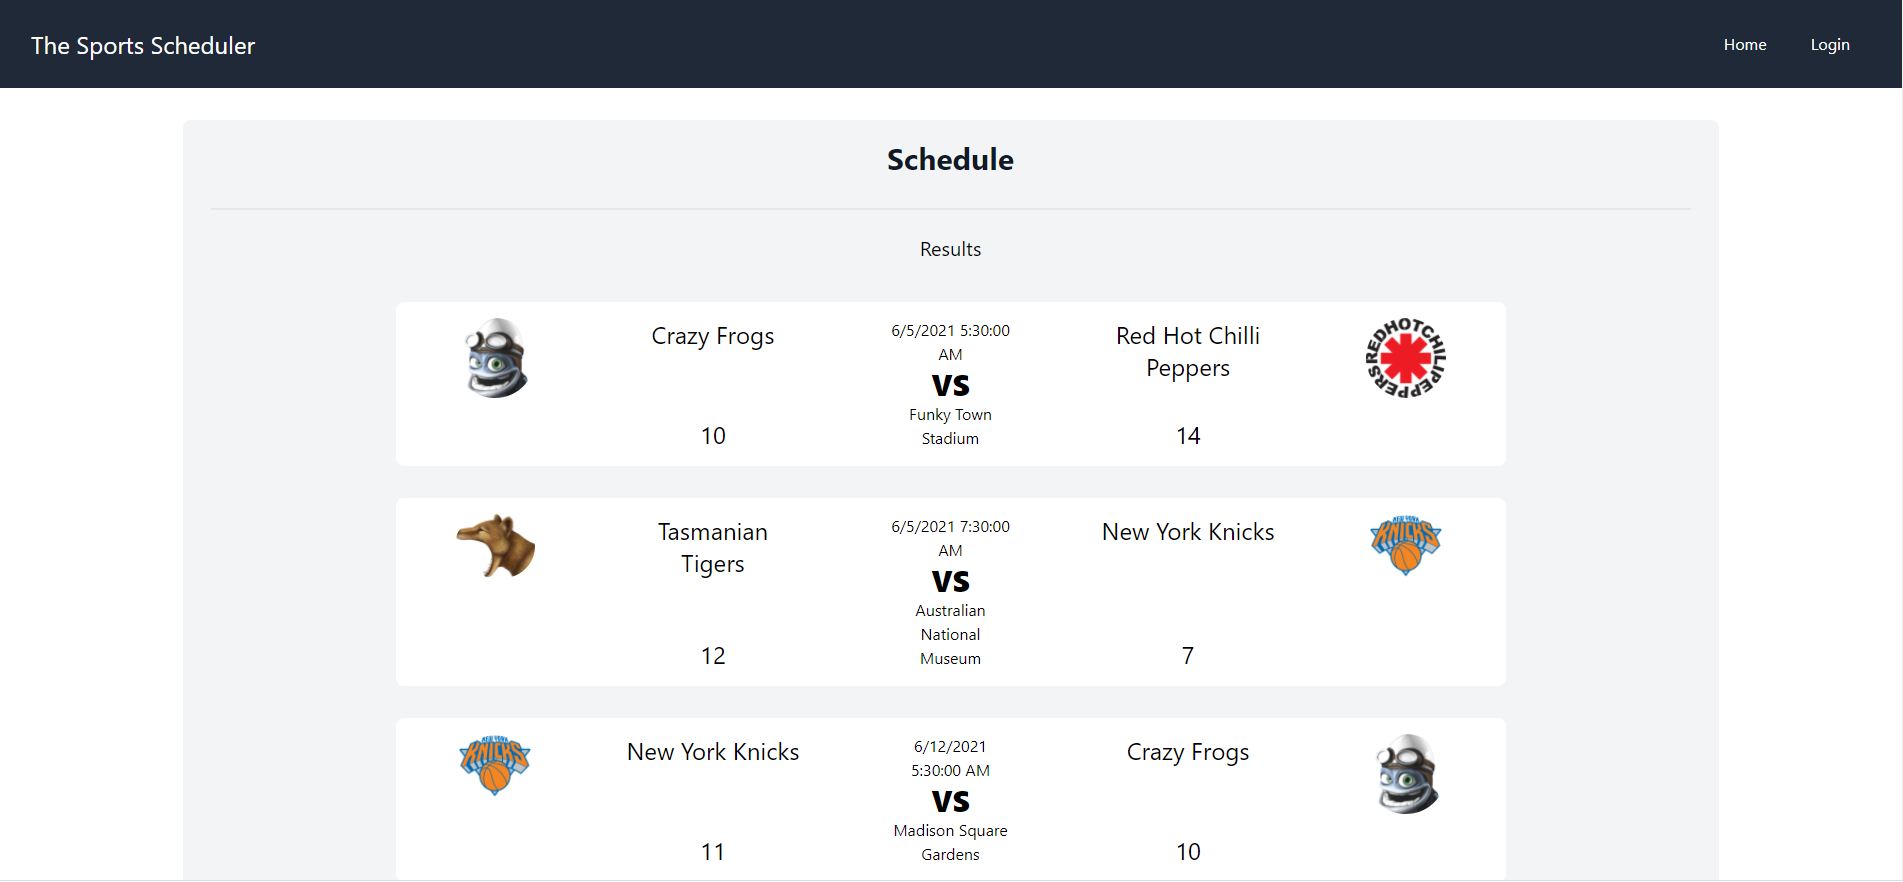 The Sports Scheduler
Home
Login
Schedule
Results
Crazy Frogs
10
6/5/2021 5:30:00
AM
VS
Funky Town
Stadium
Red Hot Chilli
Peppers
14
RED HOT CHILI PEPPERS
Tasmanian
Tigers
12
6/5/2021 7:30:00
AM
VS
Australian
National
Museum
New York Knicks
7
NEW YORK
KNICKS
NEW YORK
KNICKS
New York Knicks
11
6/12/2021
5:30:00 AM
VS
Madison Square
Gardens
Crazy Frogs
10